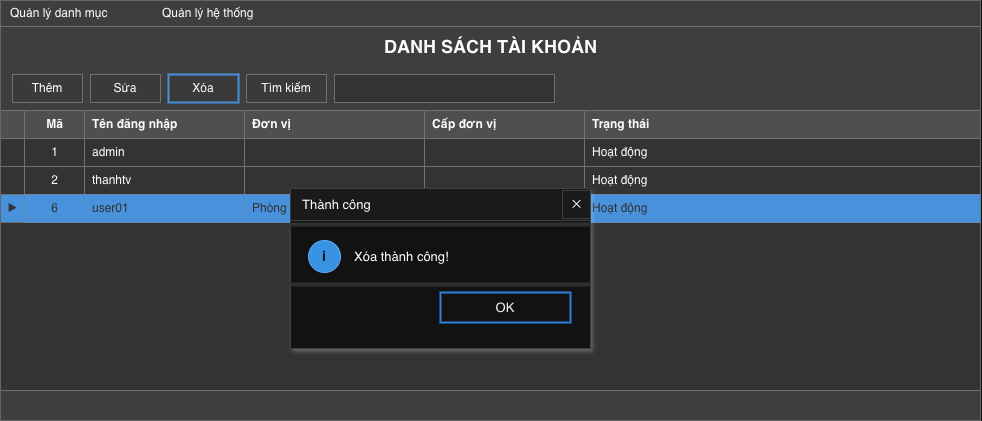 Quản lý danh mục Quản lý hệ thống
DANH SÁCH TÀI KHOẢN
Thêm Sửa Xóa Tìm kiếm
Mã Tên đăng nhập Đơn vị Cấp đơn vị Trạng thái
1 admin Hoạt động
2 thanhtv Hoạt động
6 user01 Phòng Hoạt động
Thành công
Xóa thành công!
OK